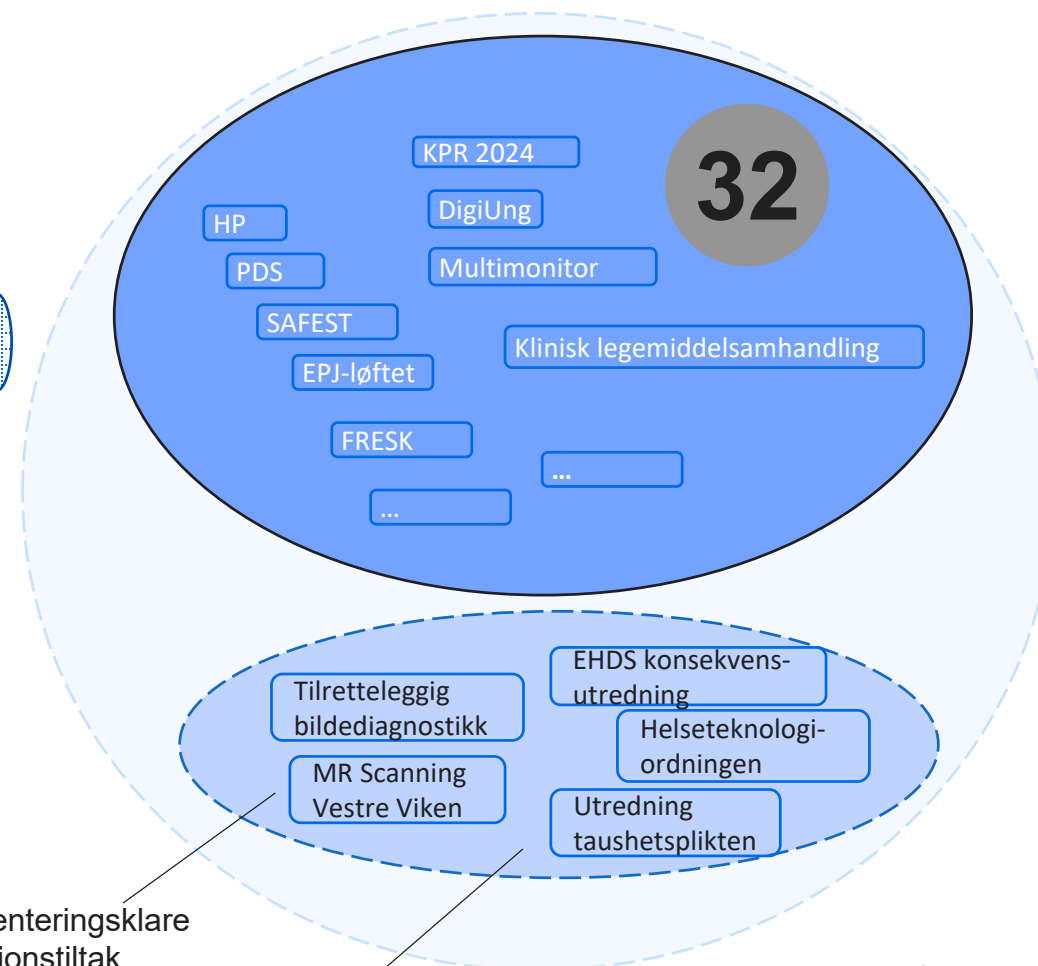 KPR 2024
32
HP
DigiUng
PDS
Multimonitor
SAFEST
Klinisk legemiddelsamhandling
EPJ-løftet
FRESK
...
...
EHDS konsekvens-
utredning
Tilretteleggig
bildediagnostikk
Helseteknologi-
ordningen
MR Scanning
Vestre Viken
Utredning
taushetsplikten
enteringsklare
jonstiltak